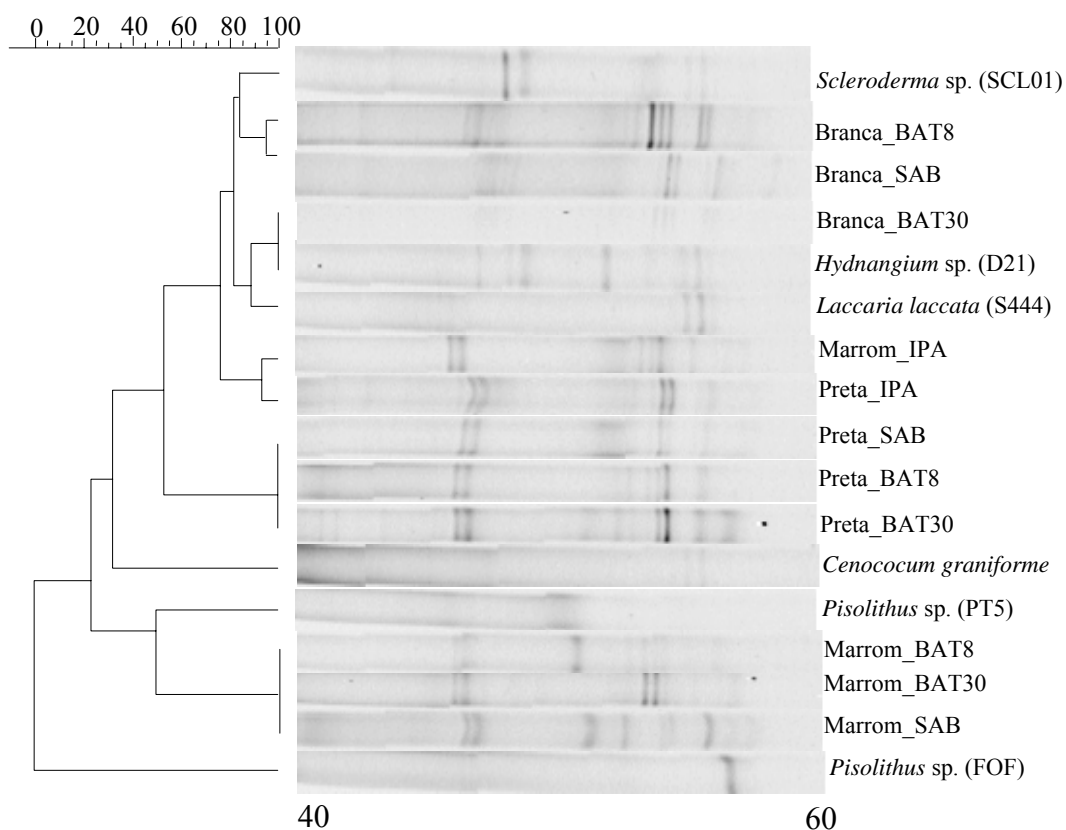 0 20 40 60 80 100
Scleroderma sp. (SCL01)
Branca_BAT8
Branca_SAB
Branca_BAT30
Hydnangium sp. (D21)
Laccaria laccata (S444)
Marrom_IPA
Preta_IPA
Preta_SAB
Preta_BAT8
Preta_BAT30
Cenococum graniforme
Pisolithus sp. (PT5)
Marrom_BAT8
Marrom_BAT30
Marrom_SAB
Pisolithus sp. (FOF)
40 60